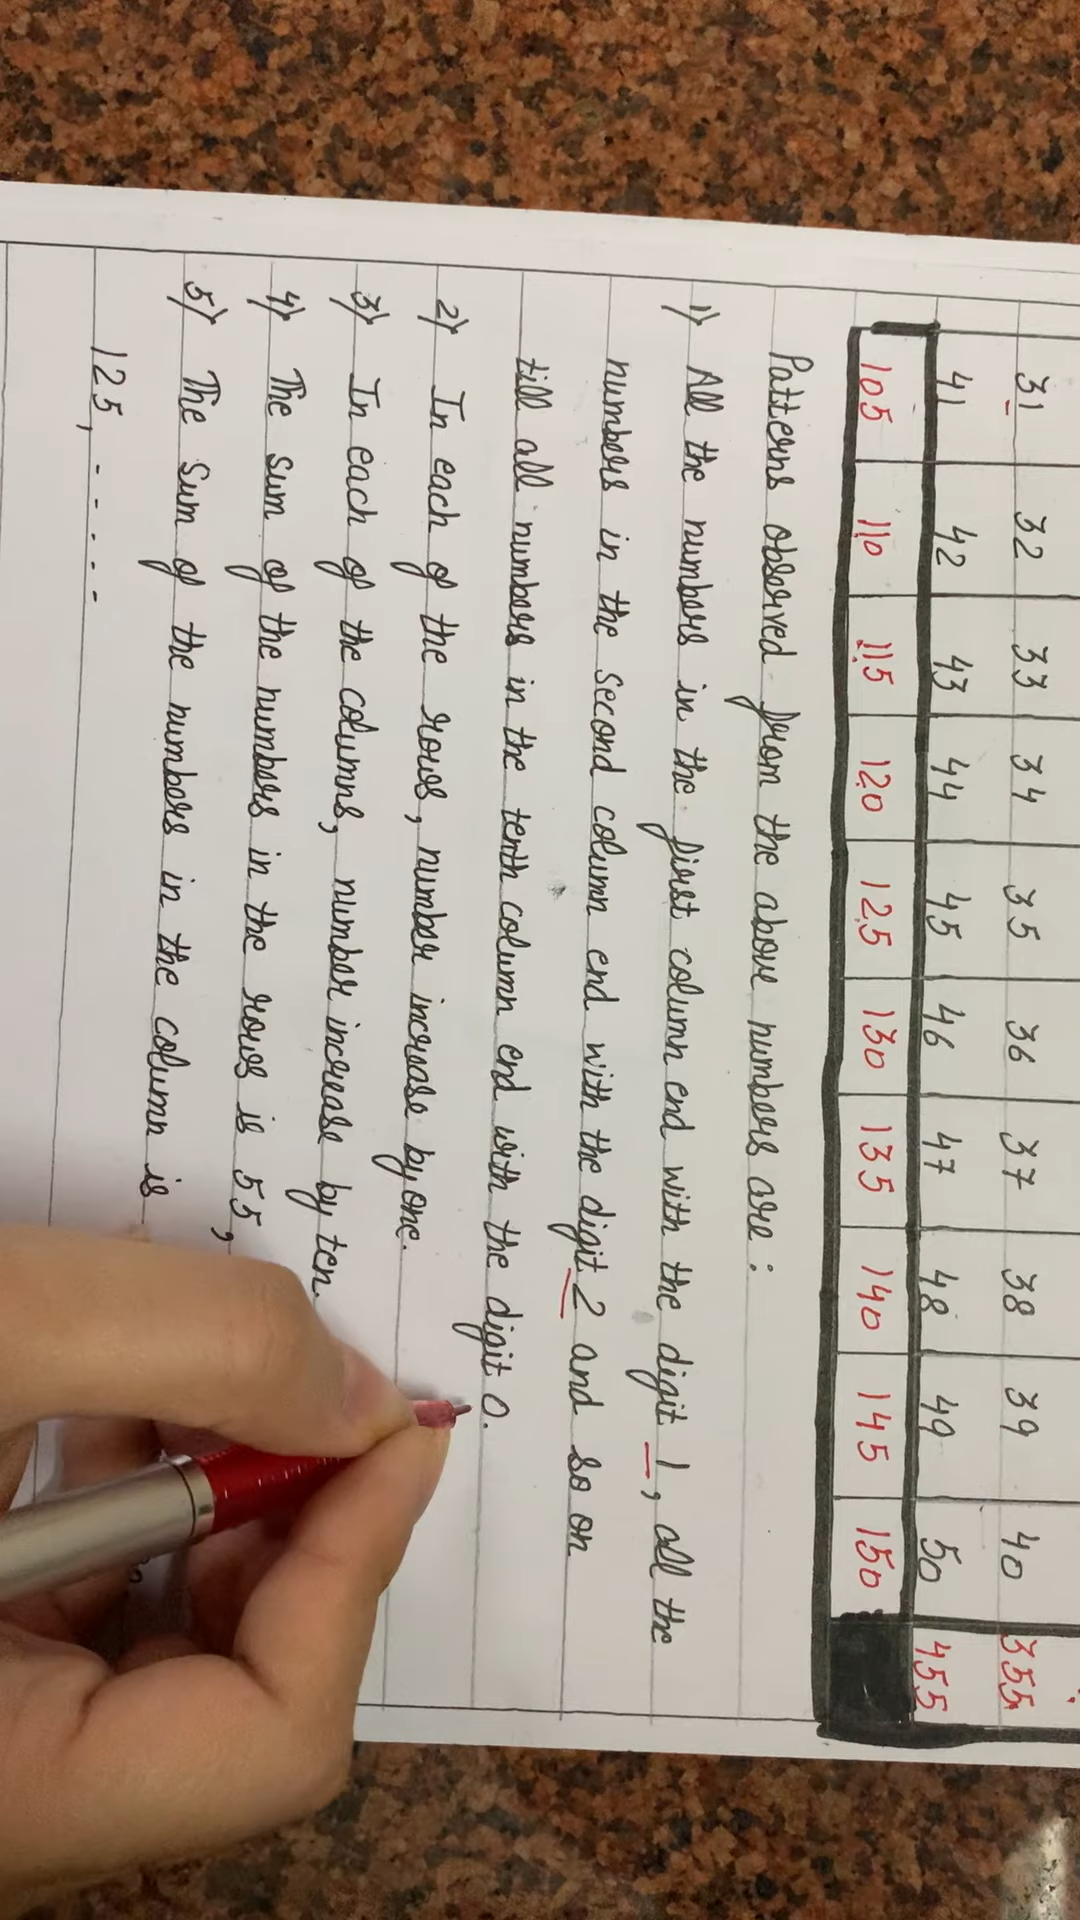 31 32 33 34 35 36 37 38 39 40 355
41 42 43 44 45 46 47 48 49 50 455
105 110 115 120 125 130 135 140 145 150
Patterns observed from the above numbers are:
1) All the numbers in the first column end with the digit 1, all the
numbers in the second column end with the digit 2 and so on
till all numbers in the tenth column end with the digit 0.
2) In each of the rows, number increase by one.
3) In each of the columns, number increase by ten.
4) The sum of the numbers in the rows is 55,
5) The sum of the numbers in the column is
125, ------